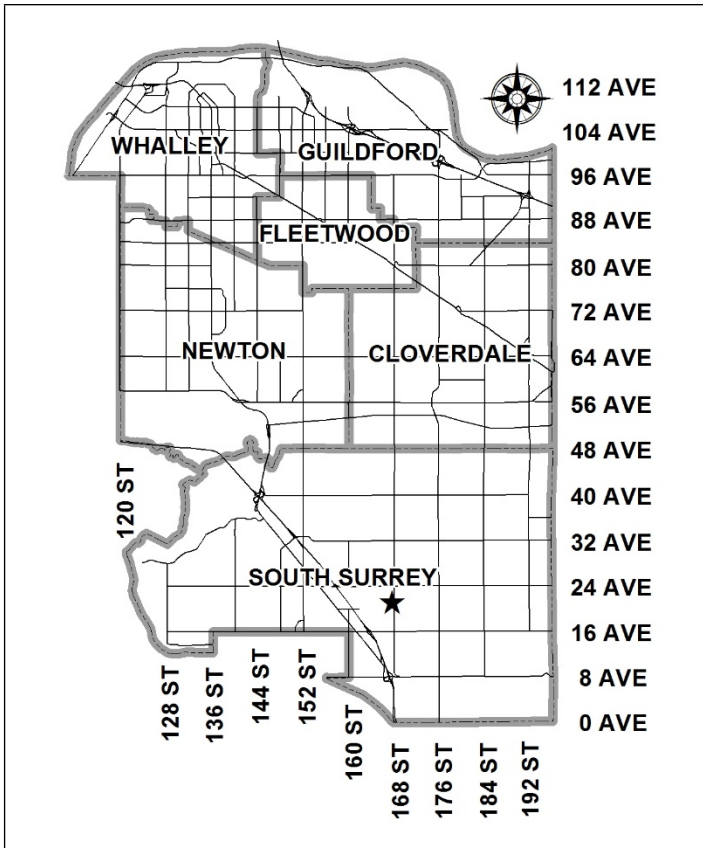 112 AVE
104 AVE
WHALLEY
GUILDFORD
96 AVE
88 AVE
FLEETWOOD
80 AVE
72 AVE
NEWTON
CLOVERDALE
64 AVE
56 AVE
48 AVE
120 ST
40 AVE
32 AVE
SOUTH SURREY
24 AVE
16 AVE
128 ST
136 ST
144 ST
152 ST
8 AVE
160 ST
0 AVE
168 ST
176 ST
184 ST
192 ST